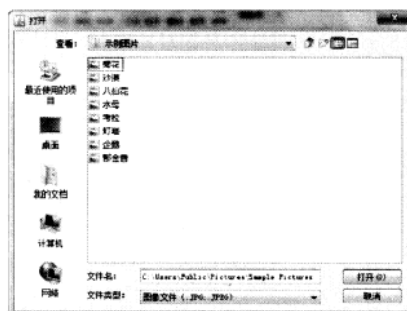 打开
查看:
示例图片
菊花
沙漠
八仙花
水母
考拉
灯塔
企鹅
郁金香
最近使用的项
目
桌面
我的文档
计算机
网络
文件名: C:\Users\Public\Pictures\Sample Pictures
打开(O)
文件类型: 图像文件 (.JPG,.JPEG)
取消